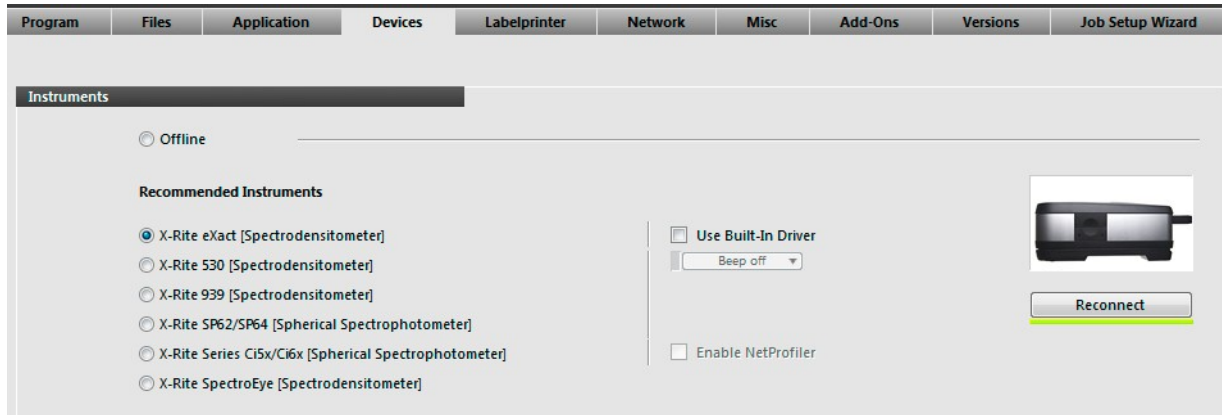 Program Files Application Devices Labelprinter Network Misc Add-Ons Versions Job Setup Wizard
Instruments
Offline
Recommended Instruments
X-Rite eXact [Spectrodensitometer] Use Built-In Driver
Beep off
X-Rite 530 [Spectrodensitometer]
X-Rite 939 [Spectrodensitometer]
Reconnect
X-Rite SP62/SP64 [Spherical Spectrophotometer]
X-Rite Series Ci5x/Ci6x [Spherical Spectrophotometer] Enable NetProfiler
X-Rite SpectroEye [Spectrodensitometer]